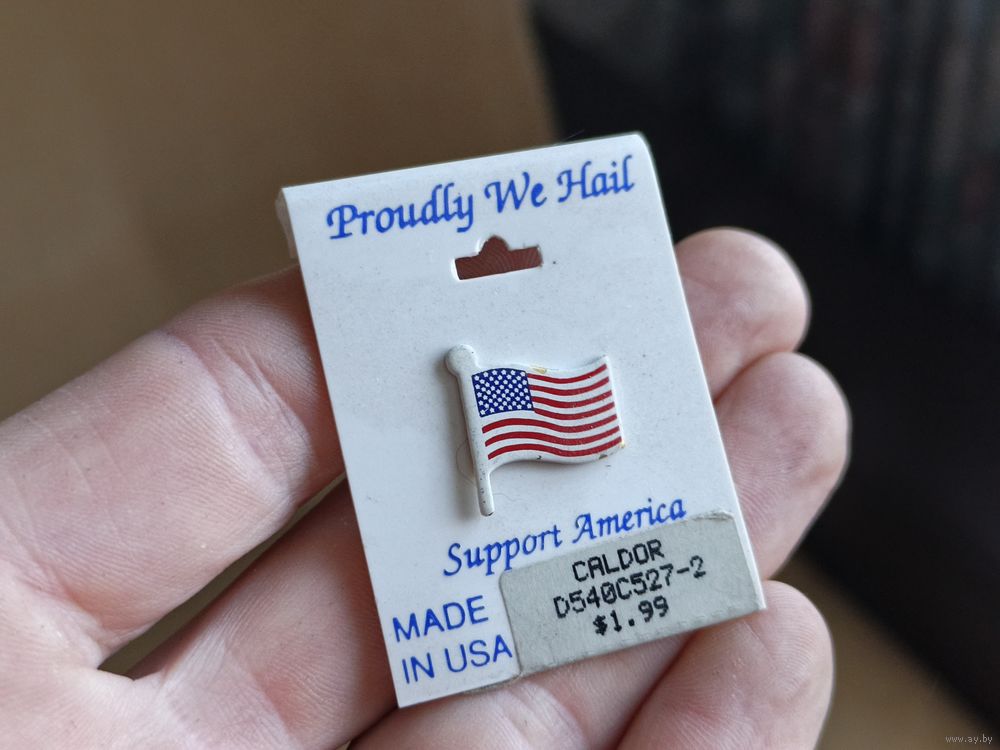 Proudly We Hail
Support America
MADE
IN USA
CALDOR
D540C527-2
$1.99
www.ay.by